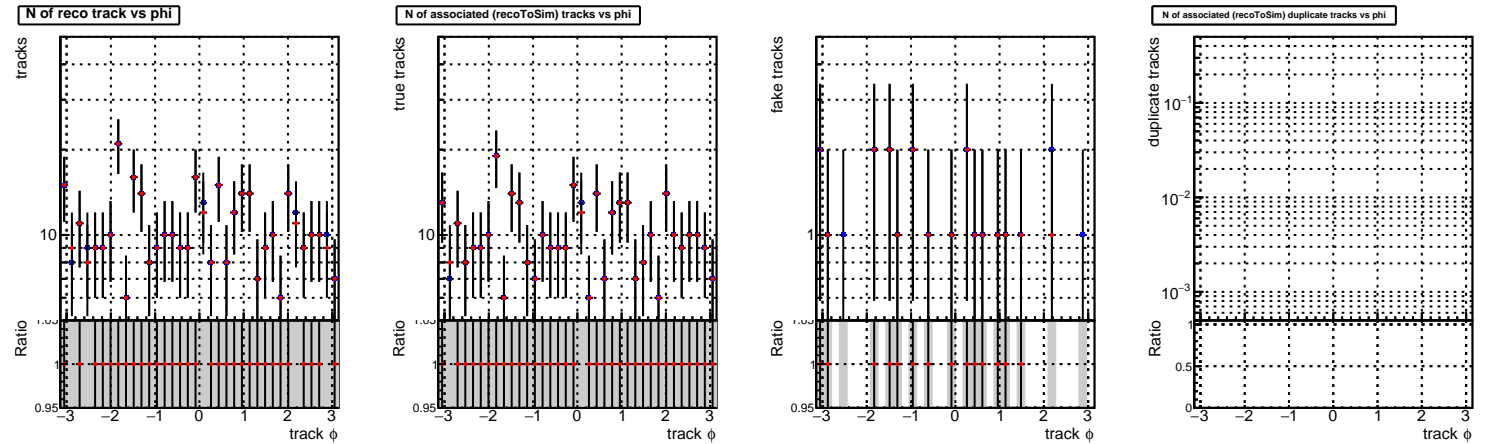 N of reco track vs phi
tracks
10
Ratio
1.05
1
0.95
−3 −2 −1 0 1 2 3
track ϕ
N of associated (recoToSim) tracks vs phi
true tracks
10
Ratio
1.05
1
0.95
−3 −2 −1 0 1 2 3
track ϕ
fake tracks
1
Ratio
1.05
1
0.95
−3 −2 −1 0 1 2 3
track ϕ
N of associated (recoToSim) duplicate tracks vs phi
duplicate tracks
10⁻¹
10⁻²
10⁻³
Ratio
1
0.5
0
−3 −2 −1 0 1 2 3
track ϕ